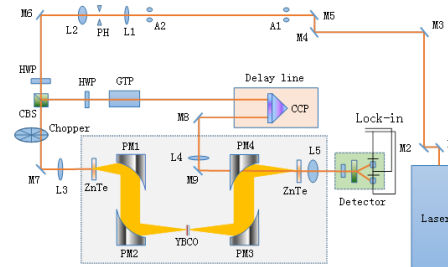 M6
L2
PH
L1
A2
A1
M5
M4
M3
HWP
CBS
HWP
GTP
Delay line
CCP
M8
Chopper
Lock-in
M7
L3
ZnTe
PM1
PM2
YBCO
PM4
PM3
L4
M9
ZnTe
L5
Detector
M2
Laser